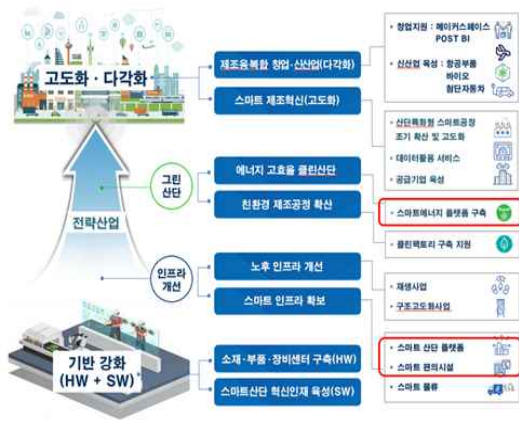 고도화 · 다각화
전략산업
그린
산단
인프라
개선
기반 강화
(HW + SW)
제조융복합 창업·신산업(다각화)
스마트 제조혁신(고도화)
에너지 고효율 클린산단
친환경 제조공정 확산
노후 인프라 개선
스마트 인프라 확보
소재·부품·장비센터 구축(HW)
스마트산단 혁신인재 육성(SW)
• 창업지원 : 메이커스페이스
POST BI
• 신산업 육성 : 항공부품
바이오
첨단자동차
• 산단특화형 스마트공장
조기 확산 및 고도화
• 데이터활용 서비스
• 공급기업 육성
• 스마트에너지 플랫폼 구축
• 클린팩토리 구축 지원
• 재생사업
• 구조고도화사업
• 스마트 산단 플랫폼
• 스마트 편의시설
• 스마트 물류